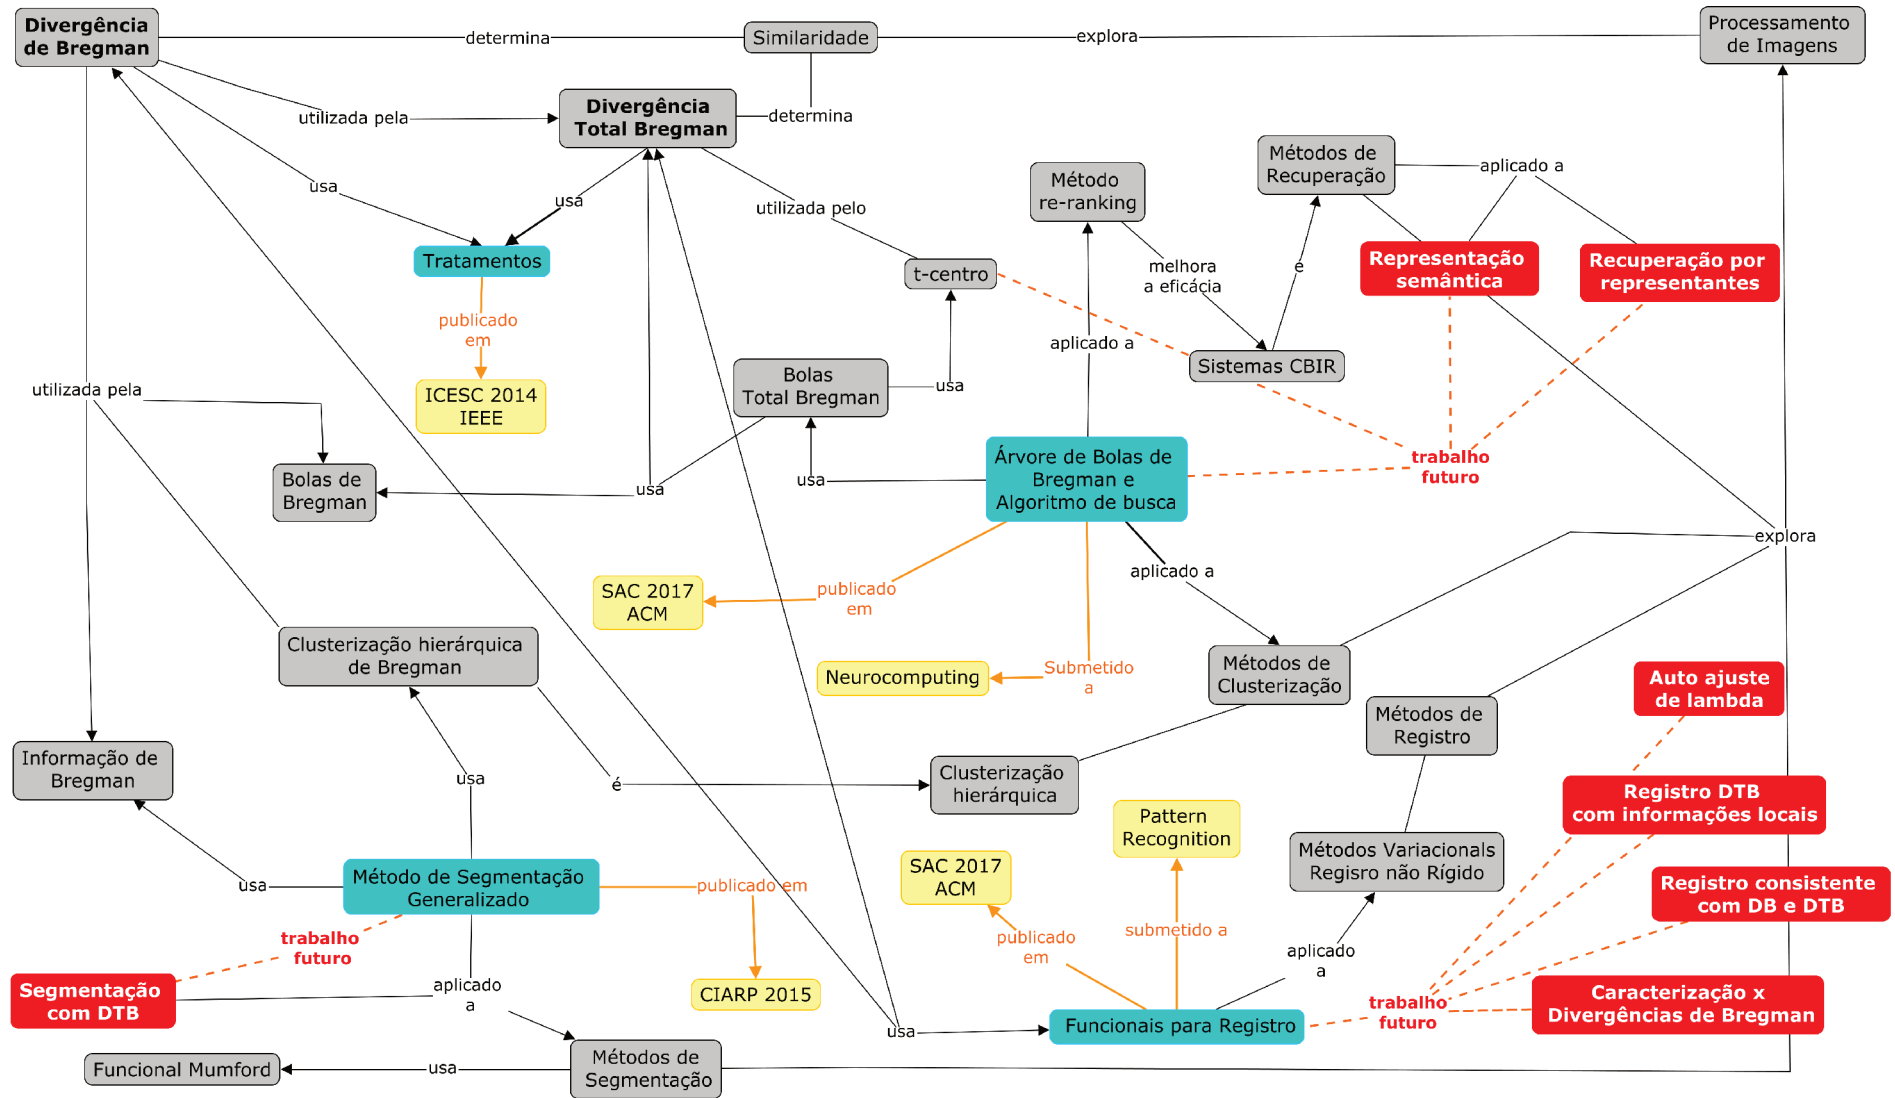 Divergência
de Bregman
determina
Similaridade
explora
Processamento
de Imagens
utilizada pela
Divergência
Total Bregman
determina
usa
usa
utilizada pelo
Método
re-ranking
Métodos de
Recuperação
aplicado a
Tratamentos
t-centro
melhora
a eficácia
é
Representação
semântica
Recuperação por
representantes
publicado
em
aplicado a
Sistemas CBIR
ICESC 2014
IEEE
Bolas
Total Bregman
usa
utilizada pela
Bolas de
Bregman
usa
usa
Árvore de Bolas de
Bregman e
Algoritmo de busca
trabalho
futuro
explora
SAC 2017
ACM
publicado
em
aplicado a
Clusterização hierárquica
de Bregman
Neurocomputing
Submetido
a
Métodos de
Clusterização
Auto ajuste
de lambda
Métodos de
Registro
Informação de
Bregman
usa
é
Clusterização
hierárquica
Registro DTB
com informações locais
Pattern
Recognition
Métodos Variacionals
Regisro não Rígido
SAC 2017
ACM
usa
Método de Segmentação
Generalizado
publicado em
Registro consistente
com DB e DTB
trabalho
futuro
publicado
em
submetido a
aplicado
a
Segmentação
com DTB
aplicado
a
CIARP 2015
usa
Funcionais para Registro
trabalho
futuro
Caracterização x
Divergências de Bregman
Funcional Mumford
usa
Métodos de
Segmentação